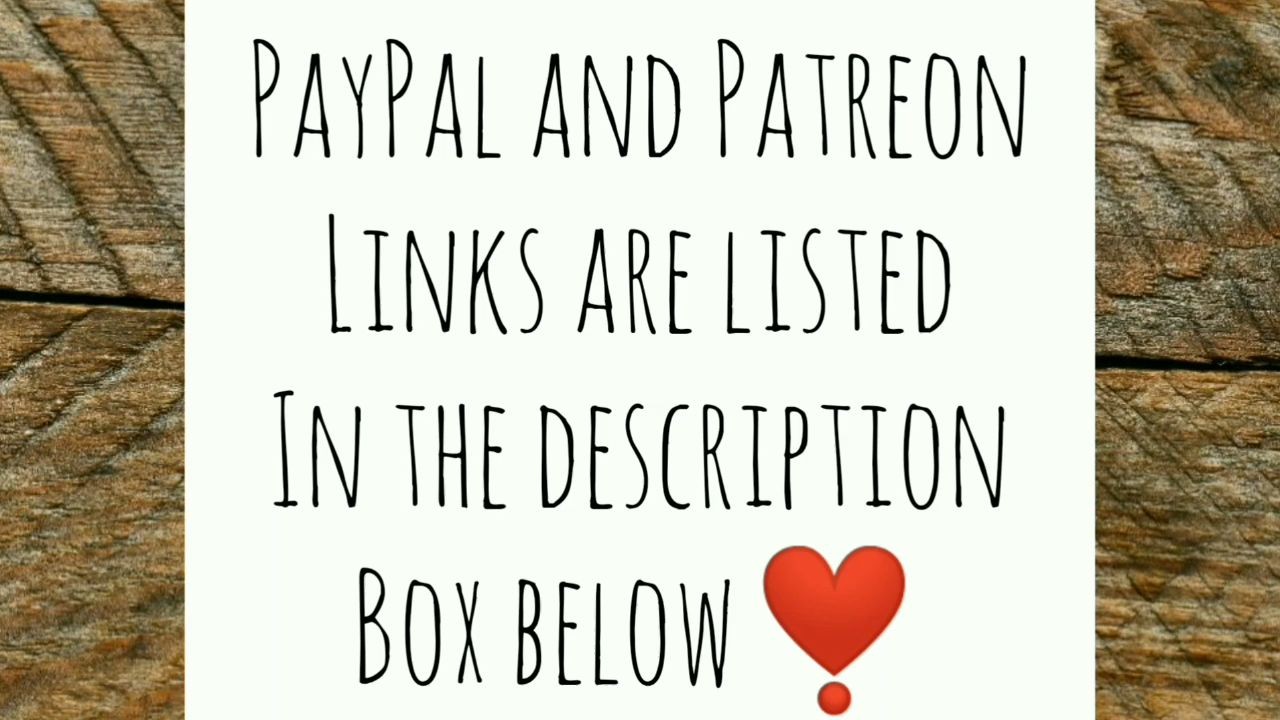 PayPal and Patreon
Links are listed
In the description
Box below ❣️